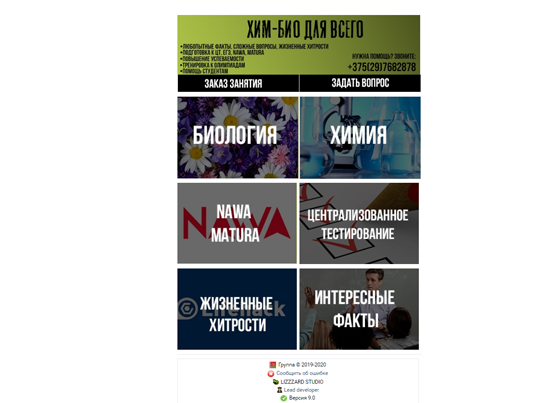 ХИМ-БИО ДЛЯ ВСЕГО
•ЛЮБОПЫТНЫЕ ФАКТЫ, СЛОЖНЫЕ ВОПРОСЫ, ЖИЗНЕННЫЕ ХИТРОСТИ
•ПОДГОТОВКА К ЦТ, ЕГЭ, NAWA, MATURA
•ПОВЫШЕНИЕ УСПЕВАЕМОСТИ
•ТРЕНИРОВКА К ОЛИМПИАДАМ
•ПОМОЩЬ СТУДЕНТАМ
НУЖНА ПОМОЩЬ? ЗВОНИТЕ:
+375(29)7682878
ЗАКАЗ ЗАНЯТИЯ
ЗАДАТЬ ВОПРОС
БИОЛОГИЯ
ХИМИЯ
NAWA
NAWA
MATURA
ЦЕНТРАЛИЗОВАННОЕ
ТЕСТИРОВАНИЕ
Lifehack
ЖИЗНЕННЫЕ
ХИТРОСТИ
ИНТЕРЕСНЫЕ
ФАКТЫ
Группа © 2019-2020
Сообщить об ошибке
LIZZZARD STUDIO
Lead developer
Версия 9.0